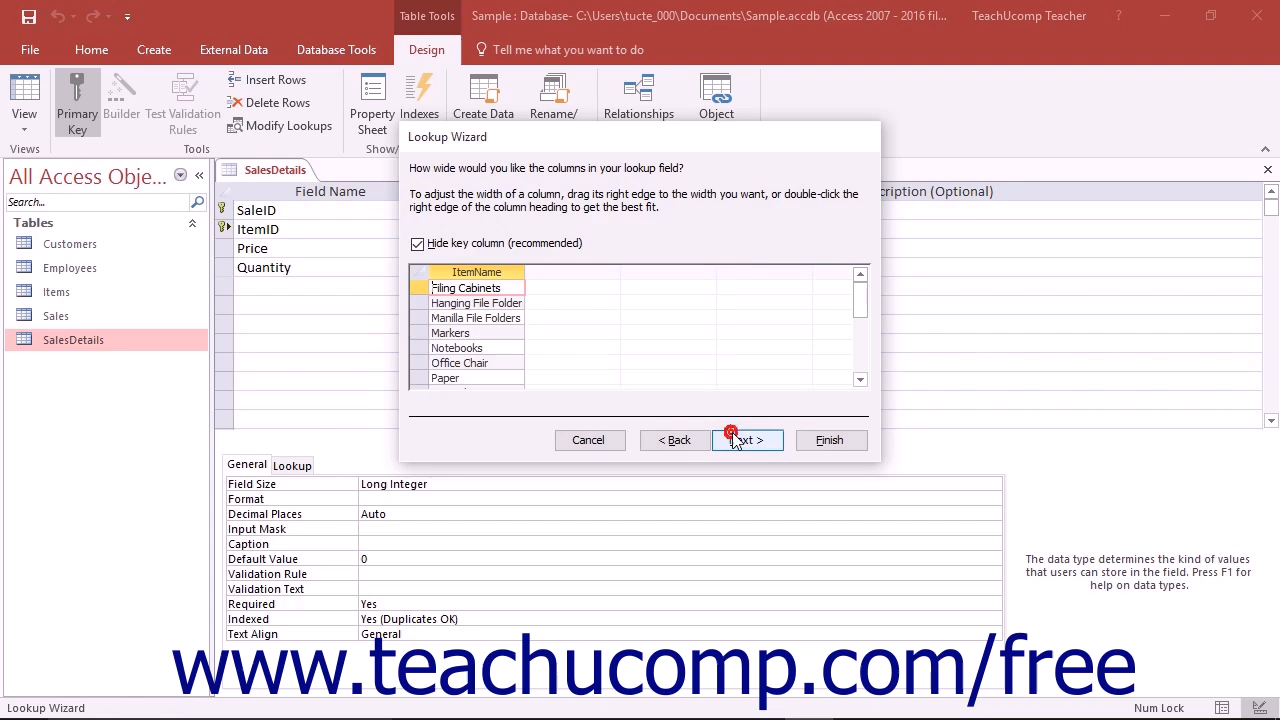 Table Tools
Sample : Database- C:\Users\tucte_000\Documents\Sample.accdb (Access 2007 - 2016 fil...
TeachUcomp Teacher
?
File
Home
Create
External Data
Database Tools
Design
Tell me what you want to do
View
Primary Key
Builder
Test Validation Rules
Insert Rows
Delete Rows
Modify Lookups
Property Sheet
Indexes
Create Data
Rename/
Relationships
Object
Views
Tools
Show/
All Access Obje...
Search...
Tables
Customers
Employees
Items
Sales
SalesDetails
SalesDetails
Field Name
cription (Optional)
SaleID
ItemID
Price
Quantity
Lookup Wizard
How wide would you like the columns in your lookup field?
To adjust the width of a column, drag its right edge to the width you want, or double-click the
right edge of the column heading to get the best fit.
Hide key column (recommended)
ItemName
Filing Cabinets
Hanging File Folder
Manilla File Folders
Markers
Notebooks
Office Chair
Paper
Cancel
< Back
ext >
Finish
General
Lookup
Field Size Long Integer
Format
Decimal Places Auto
Input Mask
Caption
Default Value 0
Validation Rule
Validation Text
Required Yes
Indexed Yes (Duplicates OK)
Text Align General
The data type determines the kind of values
that users can store in the field. Press F1 for
help on data types.
www.teachucomp.com/free
Lookup Wizard
Num Lock